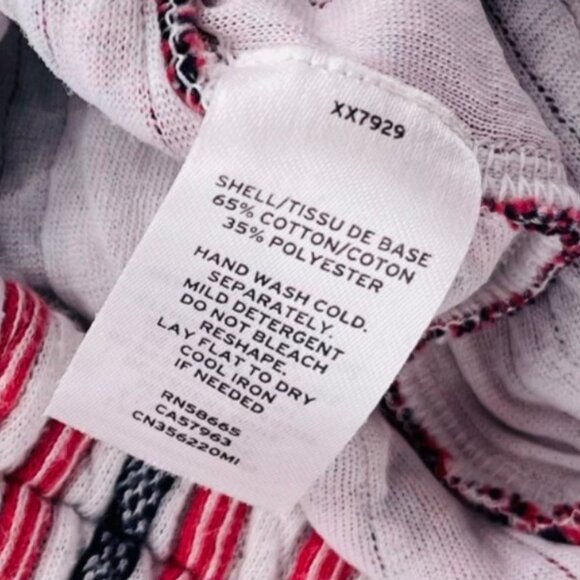 XX7929
SHELL/TISSU DE BASE
65% COTTON/COTON
35% POLYESTER
HAND WASH COLD.
SEPARATELY.
MILD DETERGENT
DO NOT BLEACH
RESHAPE.
LAY FLAT TO DRY
COOL IRON
IF NEEDED
RN58665
CA57963
CN356220MI